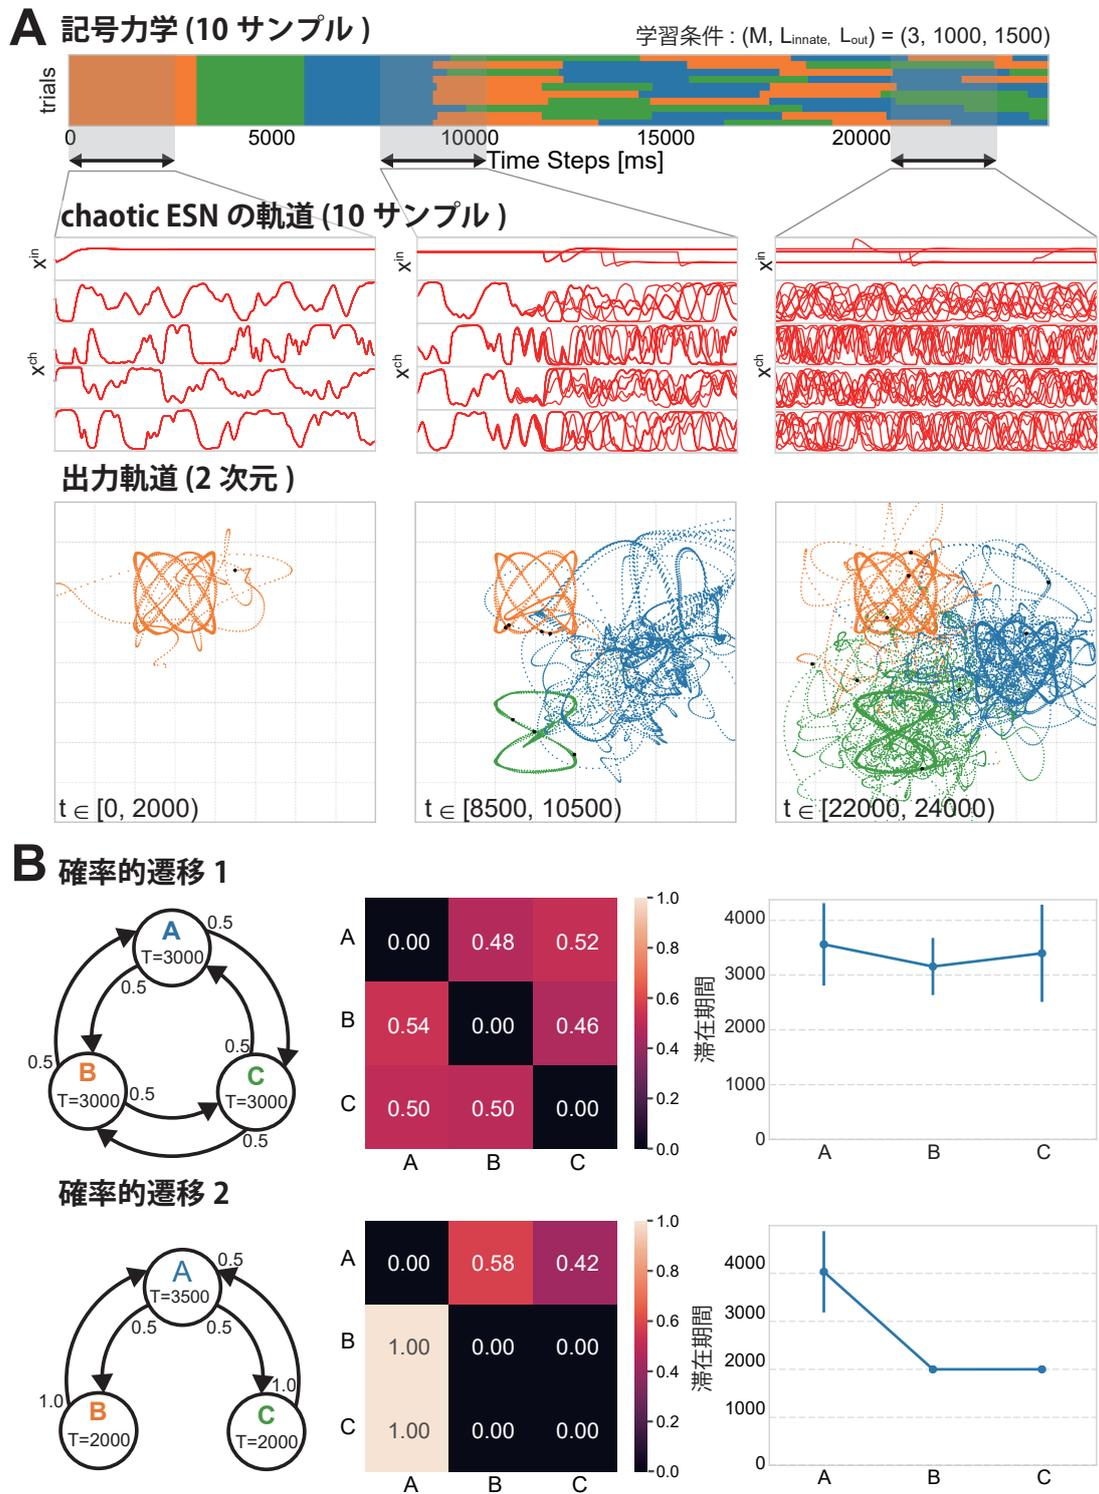 A 記号力学 (10 サンプル )
学習条件 : (M, Linnate, Lout) = (3, 1000, 1500)
trials
0 5000 10000 15000 20000
Time Steps [ms]
chaotic ESN の軌道 (10 サンプル )
xin xin xin
xch xch xch
出力軌道 (2 次元 )
t ∈ [0, 2000) t ∈ [8500, 10500) t ∈ [22000, 24000)
B 確率的遷移 1
A
T=3000
0.5
0.5
0.5
0.5
B
T=3000
0.5
C
T=3000
0.5
A 0.00 0.48 0.52
B 0.54 0.00 0.46
C 0.50 0.50 0.00
A B C
1.0
0.8
0.6
0.4
0.2
0.0
滞在期間
4000
3000
2000
1000
0
A B C
確率的遷移 2
A
T=3500
0.5
0.5 0.5
1.0
1.0
B
T=2000
C
T=2000
A 0.00 0.58 0.42
B 1.00 0.00 0.00
C 1.00 0.00 0.00
A B C
1.0
0.8
0.6
0.4
0.2
0.0
滞在期間
4000
3000
2000
1000
0
A B C